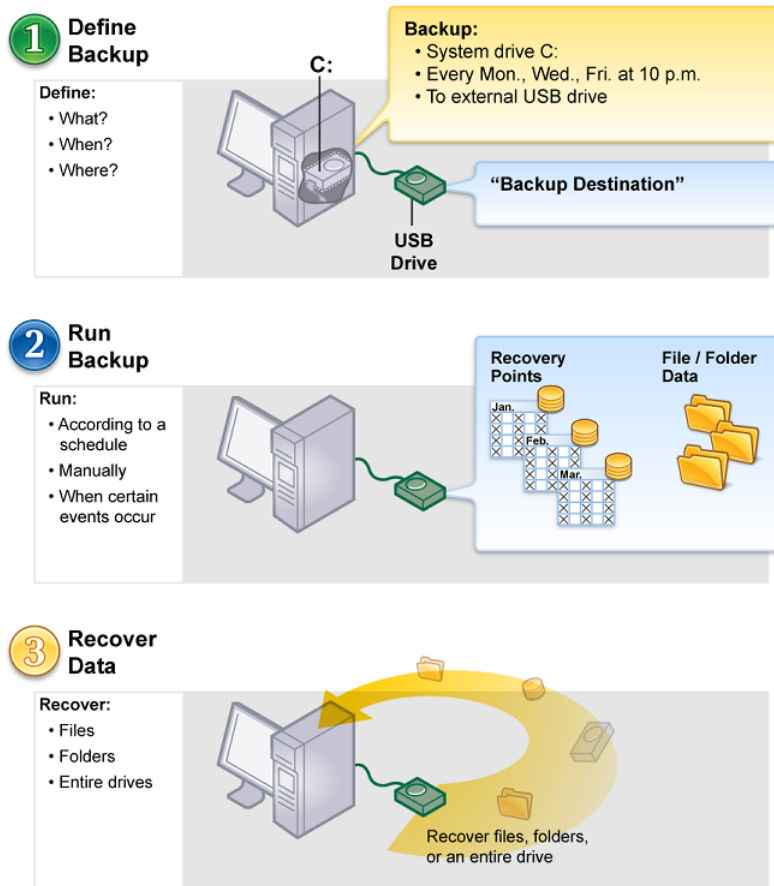 1
Define
Backup
Define:
• What?
• When?
• Where?
C:
Backup:
• System drive C:
• Every Mon., Wed., Fri. at 10 p.m.
• To external USB drive
“Backup Destination”
USB
Drive
2
Run
Backup
Run:
• According to a
schedule
• Manually
• When certain
events occur
Recovery
Points
Jan.
Feb.
Mar.
File / Folder
Data
3
Recover
Data
Recover:
• Files
• Folders
• Entire drives
Recover files, folders,
or an entire drive